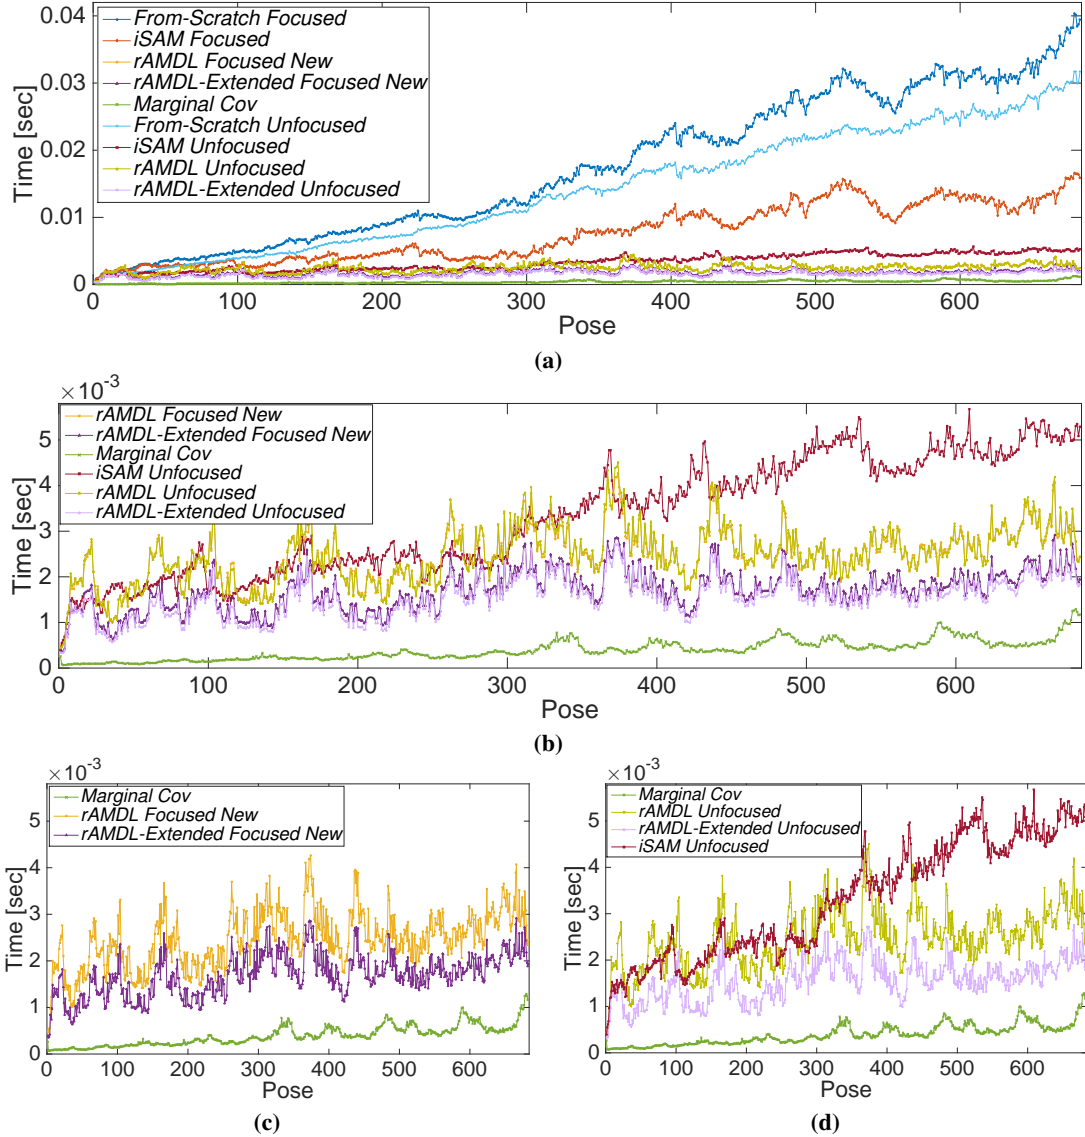 0.04
0.03
0.02
0.01
0
Time [sec]
From-Scratch Focused
iSAM Focused
rAMDL Focused New
rAMDL-Extended Focused New
Marginal Cov
From-Scratch Unfocused
iSAM Unfocused
rAMDL Unfocused
rAMDL-Extended Unfocused
0 100 200 300 400 500 600
Pose
(a)
×10⁻³
5
4
3
2
1
0
Time [sec]
rAMDL Focused New
rAMDL-Extended Focused New
Marginal Cov
iSAM Unfocused
rAMDL Unfocused
rAMDL-Extended Unfocused
0 100 200 300 400 500 600
Pose
(b)
×10⁻³
5
4
3
2
1
0
Time [sec]
Marginal Cov
rAMDL Focused New
rAMDL-Extended Focused New
0 100 200 300 400 500 600
Pose
(c)
×10⁻³
5
4
3
2
1
0
Time [sec]
Marginal Cov
rAMDL Unfocused
rAMDL-Extended Unfocused
iSAM Unfocused
0 100 200 300 400 500 600
Pose
(d)